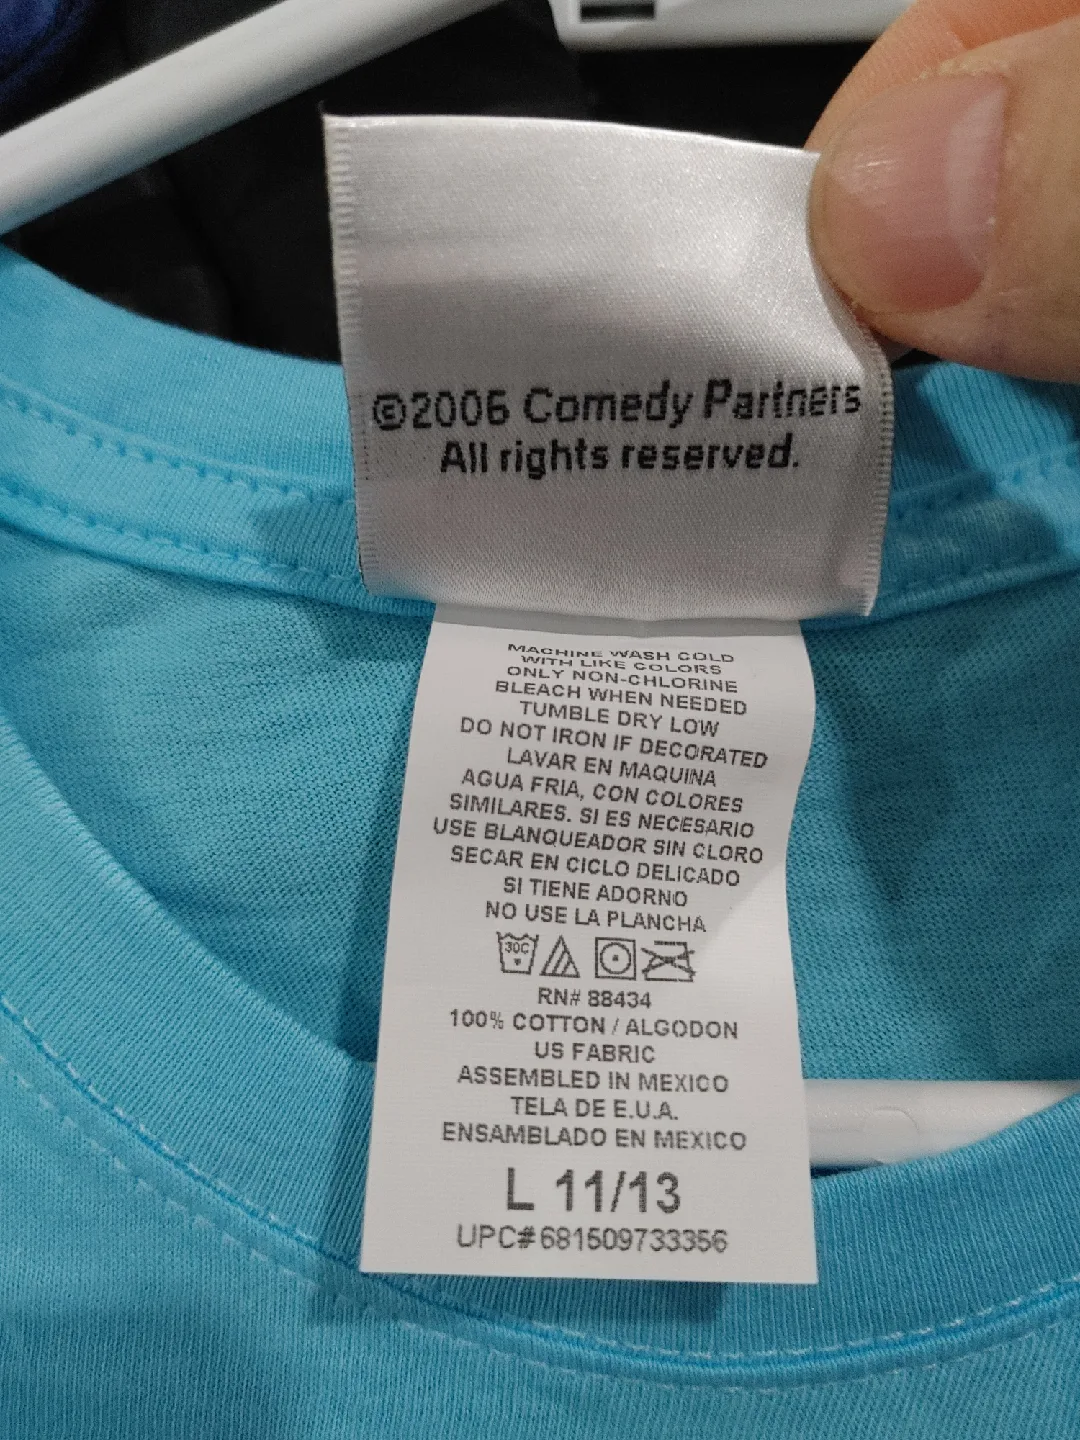 ©2006 Comedy Partners
All rights reserved.
MACHINE WASH COLD
WITH LIKE COLORS
ONLY NON-CHLORINE
BLEACH WHEN NEEDED
TUMBLE DRY LOW
DO NOT IRON IF DECORATED
LAVAR EN MAQUINA
AGUA FRIA, CON COLORES
SIMILARES. SI ES NECESARIO
USE BLANQUEADOR SIN CLORO
SECAR EN CICLO DELICADO
SI TIENE ADORNO
NO USE LA PLANCHA
30C
RN# 88434
100% COTTON / ALGODON
US FABRIC
ASSEMBLED IN MEXICO
TELA DE E.U.A.
ENSAMBLADO EN MEXICO
L 11/13
UPC#681509733356